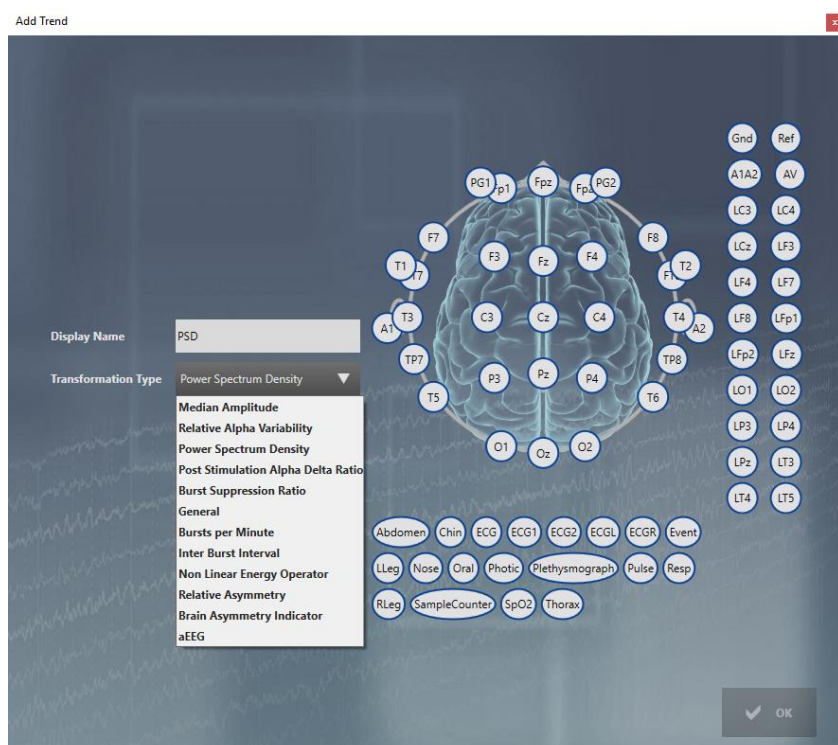 Add Trend
x
Gnd Ref
A1A2 AV
PG1 Fp1 Fpz PG2
LC3 LC4
F7 F8
LCz LF3
F3 Fz F4
T1 T7 T2
LF4 LF7
A1 T3 C3 Cz C4 T4 A2
LF8 LFp1
Display Name PSD
TP7 TP8
LFp2 LFz
Transformation Type Power Spectrum Density
P3 Pz P4
T5 T6
LO1 LO2
Median Amplitude
Relative Alpha Variability
Power Spectrum Density
Post Stimulation Alpha Delta Ratio
Burst Suppression Ratio
General
Bursts per Minute
Inter Burst Interval
Non Linear Energy Operator
Relative Asymmetry
Brain Asymmetry Indicator
aEEG
O1 Oz O2
LP3 LP4
LPz LT3
LT4 LT5
Abdomen Chin ECG ECG1 ECG2 ECGL ECGR Event
LLeg Nose Oral Photic Plethysmograph Pulse Resp
RLeg SampleCounter SpO2 Thorax
OK